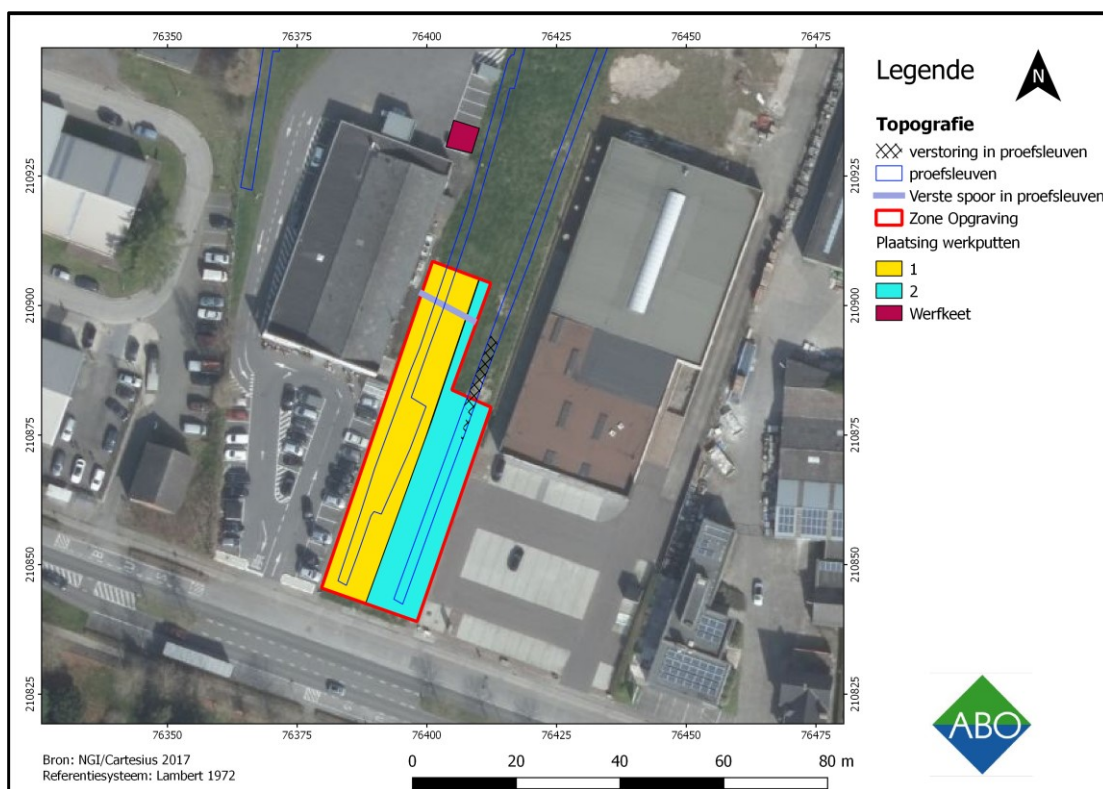 76350 76375 76400 76425 76450 76475
Legende
N
Topografie
verstoring in proefsleuven
proefsleuven
Verste spoor in proefsleuven
Zone Opgraving
Plaatsing werkputten
1
2
Werfkeet
210925
210900
210875
210850
210825
210925
210900
210875
210850
210825
76350 76375 76400 76425 76450 76475
Bron: NGI/Cartesius 2017
Referentiesysteem: Lambert 1972
0 20 40 60 80 m
ABO